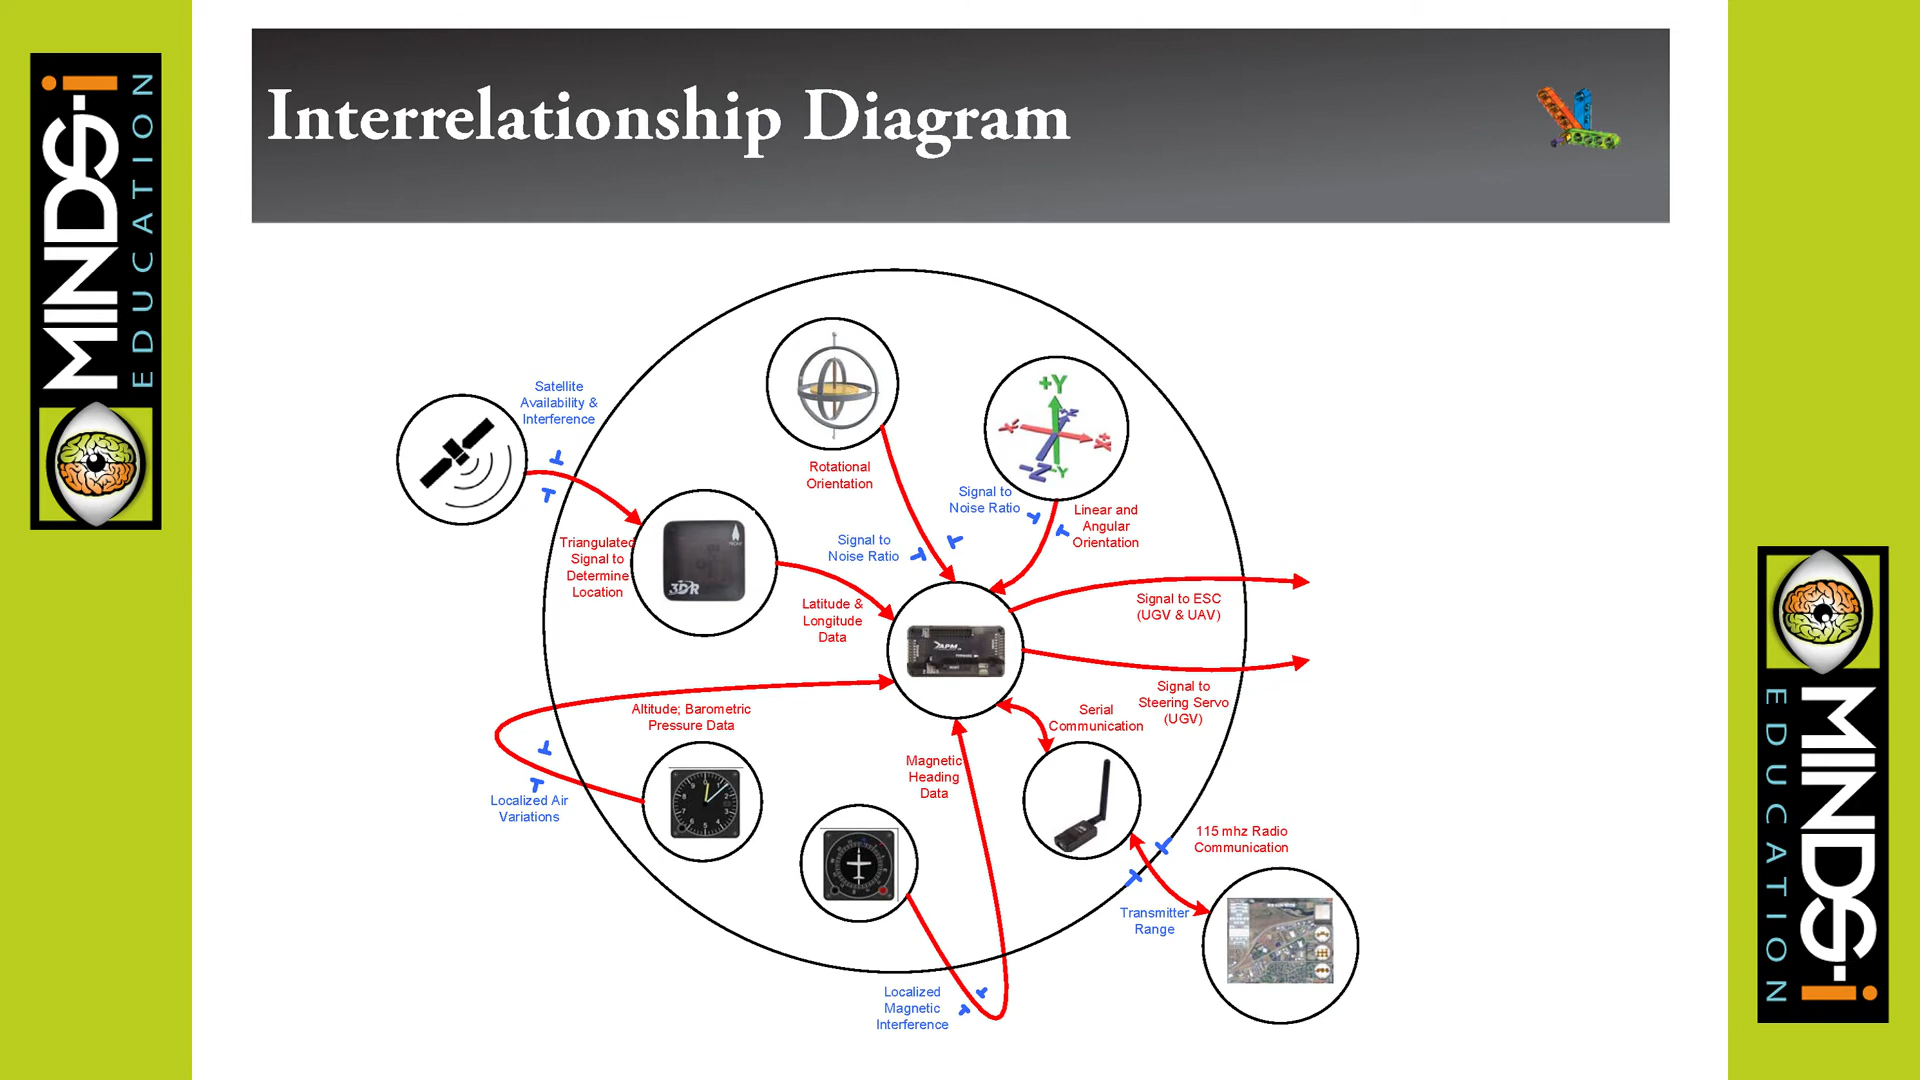 Interrelationship Diagram
MINDS-i
EDUCATION
Satellite
Availability &
Interference
Rotational
Orientation
+Y
-Z
-Y
Signal to
Noise Ratio
Linear and
Angular
Orientation
Signal to
Noise Ratio
Triangulated
Signal to
Determine
Location
3DR
Latitude &
Longitude
Data
APM
Signal to ESC
(UGV & UAV)
Signal to
Steering Servo
(UGV)
Altitude; Barometric
Pressure Data
Serial
Communication
Magnetic
Heading
Data
Localized Air
Variations
115 mhz Radio
Communication
Transmitter
Range
Localized
Magnetic
Interference
MINDS-i
EDUCATION